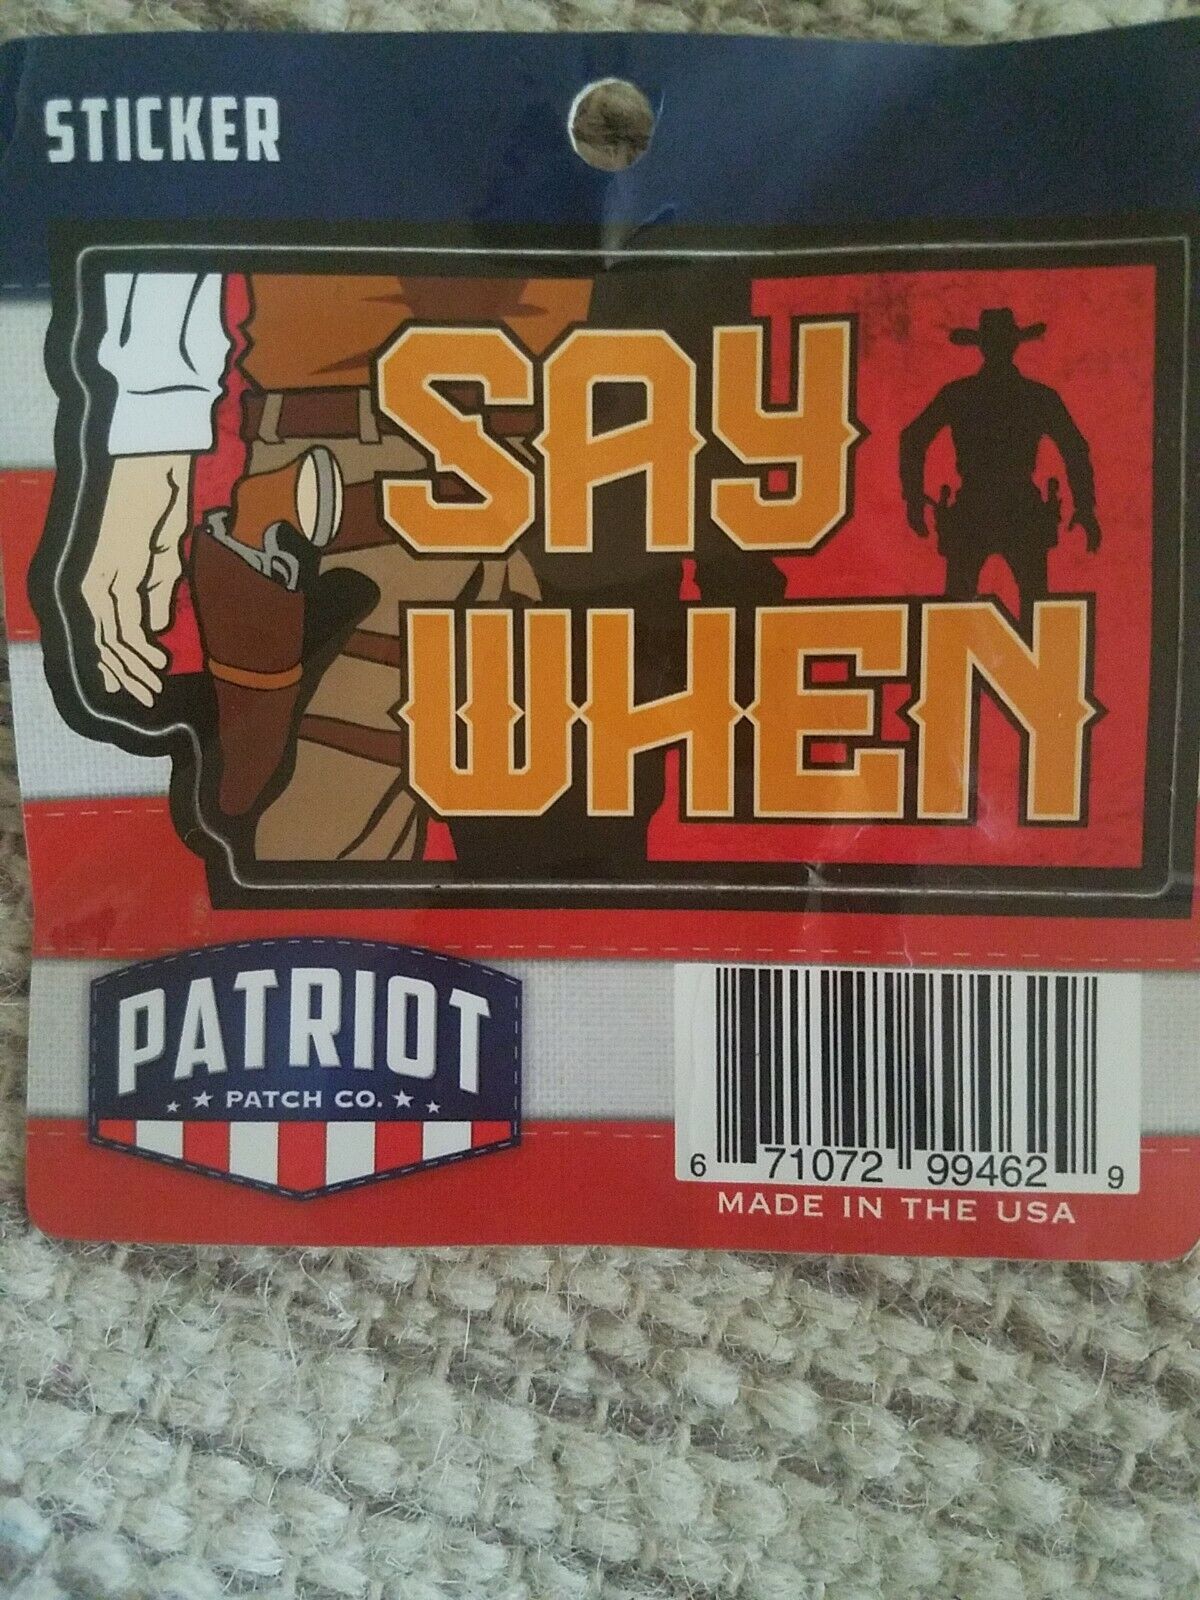 STICKER
SAY
WHEN
PATRIOT
PATCH CO.
6 71072 99462 9
MADE IN THE USA